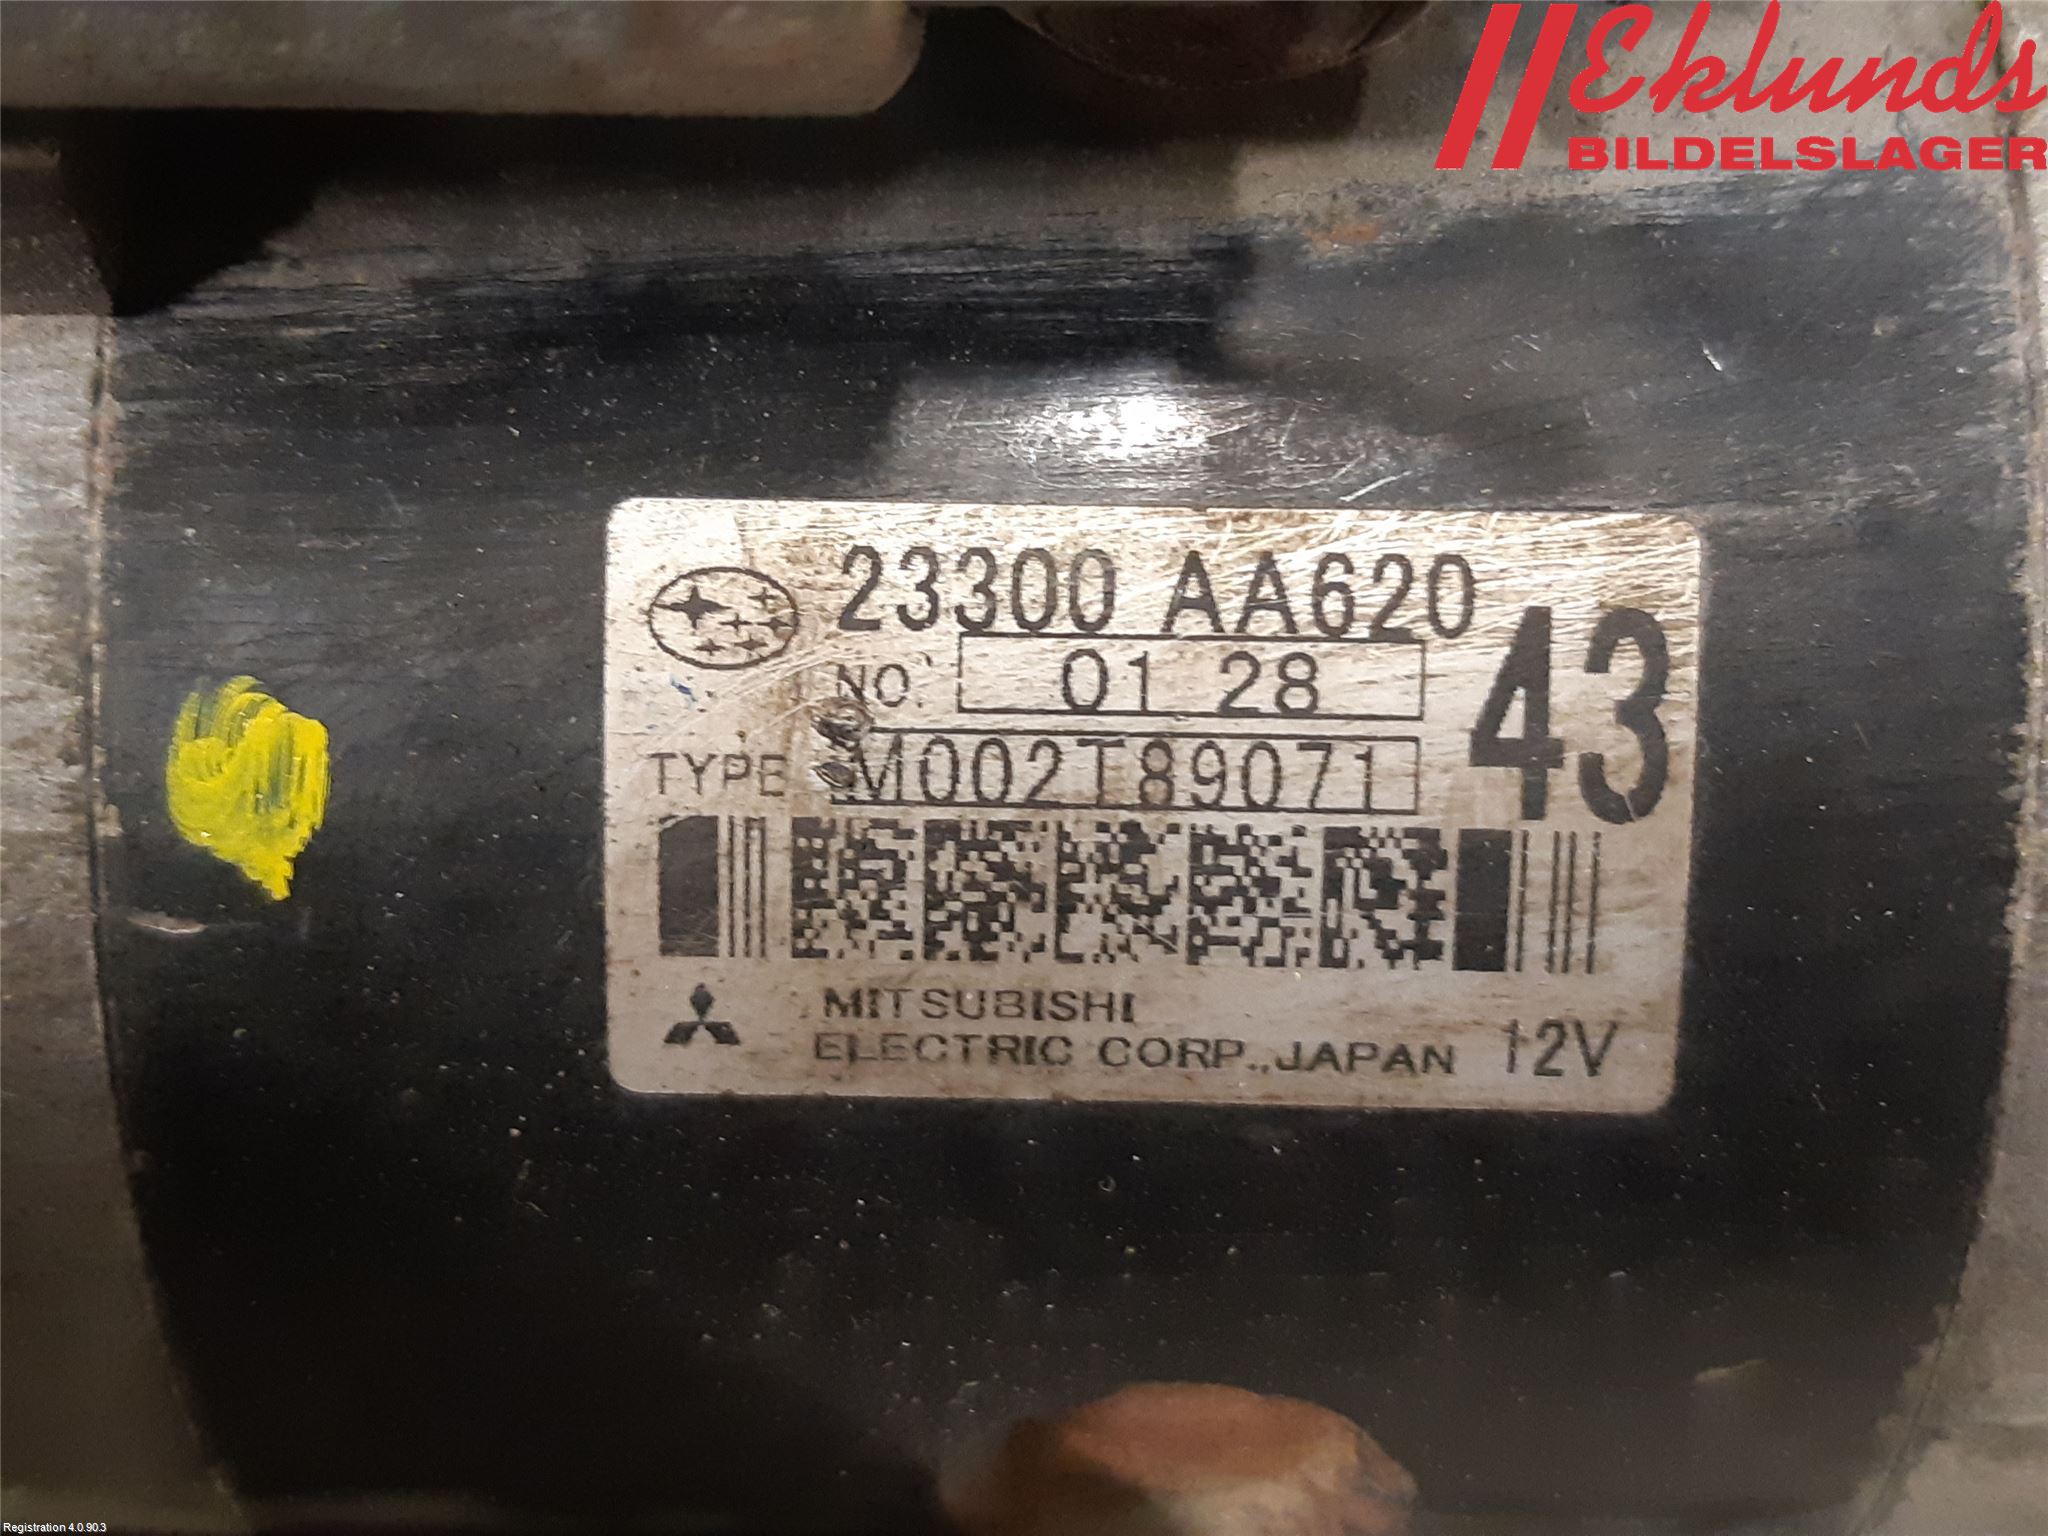 Eklunds
BILDELSLAGER
23300 AA620
43
NO. 01 28
TYPE M002T89071
MITSUBISHI
ELECTRIC CORP., JAPAN 12V
Registration 4.0.90.3